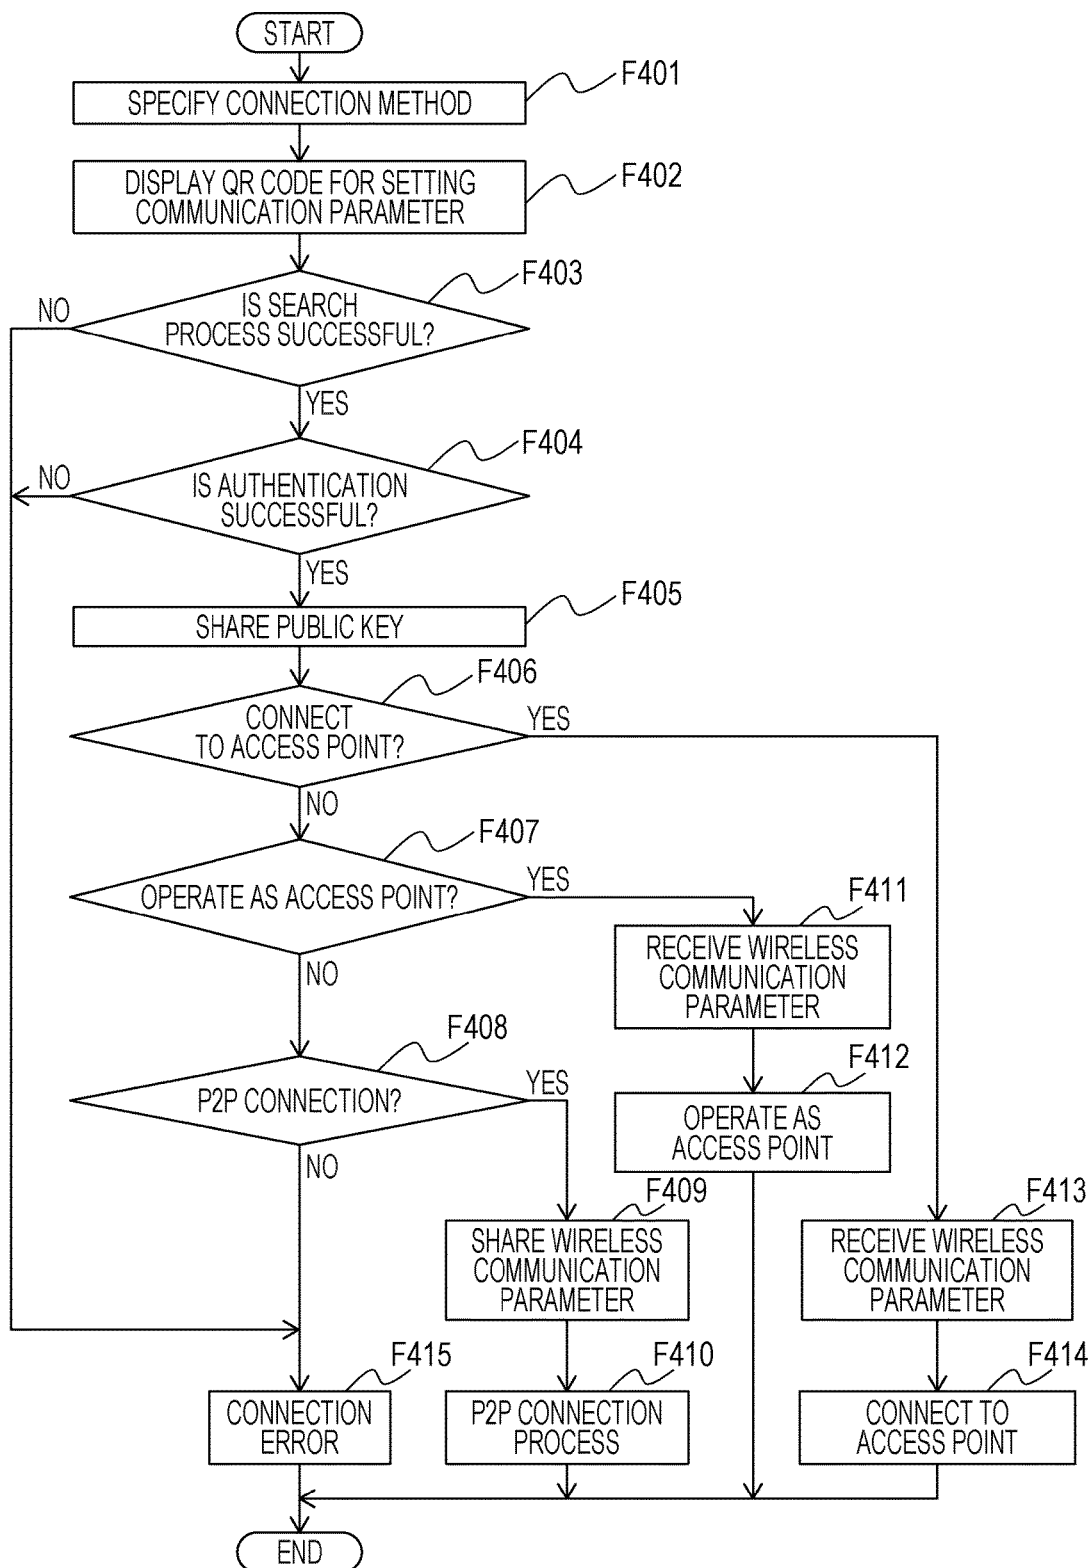 START
F401
SPECIFY CONNECTION METHOD
F402
DISPLAY QR CODE FOR SETTING
COMMUNICATION PARAMETER
F403
NO
IS SEARCH
PROCESS SUCCESSFUL?
YES
F404
NO
IS AUTHENTICATION
SUCCESSFUL?
YES
F405
SHARE PUBLIC KEY
F406
CONNECT
TO ACCESS POINT?
YES
NO
F407
OPERATE AS ACCESS POINT?
YES
NO
F411
RECEIVE WIRELESS
COMMUNICATION
PARAMETER
F408
P2P CONNECTION?
YES
NO
F412
OPERATE AS
ACCESS POINT
F409
SHARE WIRELESS
COMMUNICATION
PARAMETER
F413
RECEIVE WIRELESS
COMMUNICATION
PARAMETER
F415
CONNECTION
ERROR
F410
P2P CONNECTION
PROCESS
F414
CONNECT TO
ACCESS POINT
END